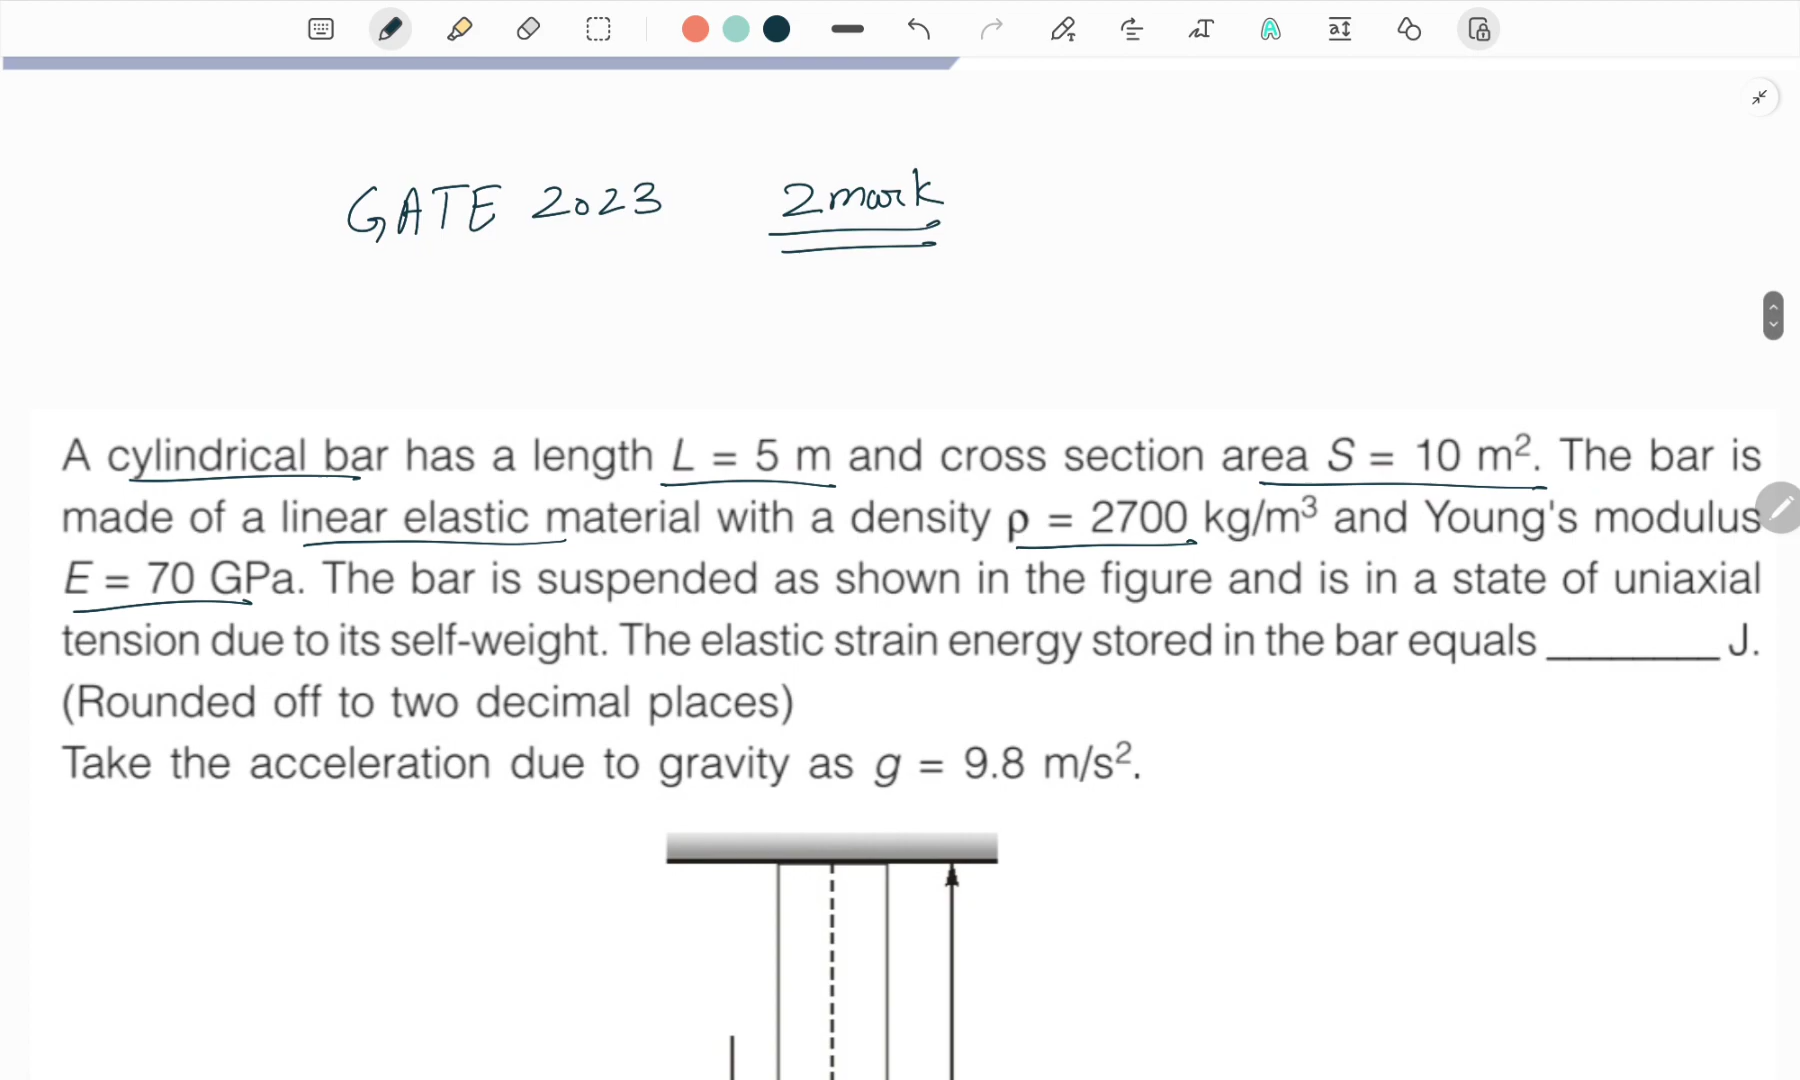 GATE 2023 2 mark
A cylindrical bar has a length L = 5 m and cross section area S = 10 m². The bar is
made of a linear elastic material with a density ρ = 2700 kg/m³ and Young's modulus
E = 70 GPa. The bar is suspended as shown in the figure and is in a state of uniaxial
tension due to its self-weight. The elastic strain energy stored in the bar equals ________ J.
(Rounded off to two decimal places)
Take the acceleration due to gravity as g = 9.8 m/s².